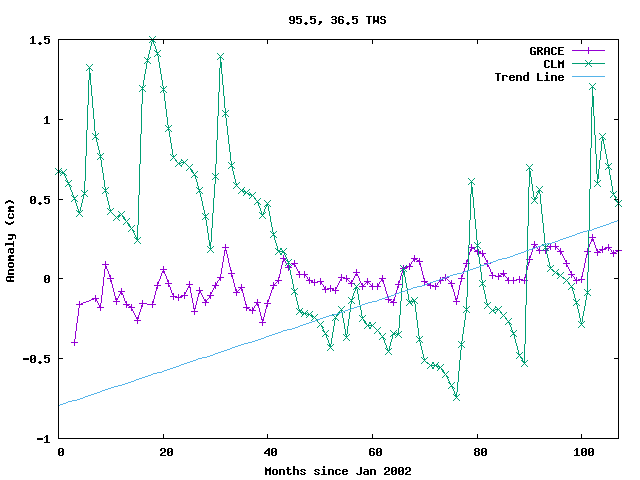 95.5, 36.5 TWS
GRACE
CLM
Trend Line
1.5
1
0.5
0
-0.5
-1
Anomaly (cm)
0 20 40 60 80 100
Months since Jan 2002